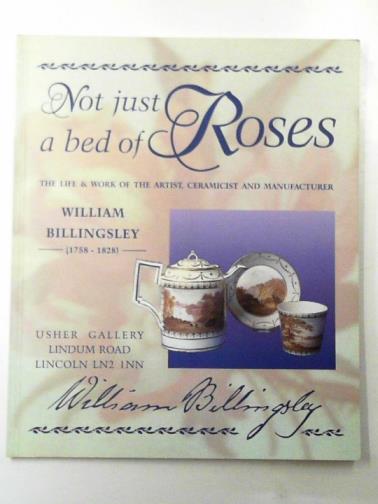 Not just
a bed of Roses
THE LIFE & WORK OF THE ARTIST, CERAMICIST AND MANUFACTURER
WILLIAM
BILLINGSLEY
(1758 - 1828)
USHER GALLERY
LINDUM ROAD
LINCOLN LN2 1NN
William Billingsley